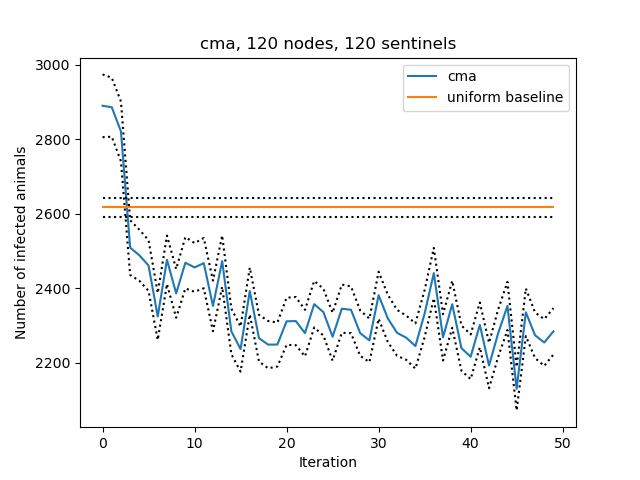 cma, 120 nodes, 120 sentinels
3000
2800
2600
2400
2200
Number of infected animals
cma
uniform baseline
0 10 20 30 40 50
Iteration